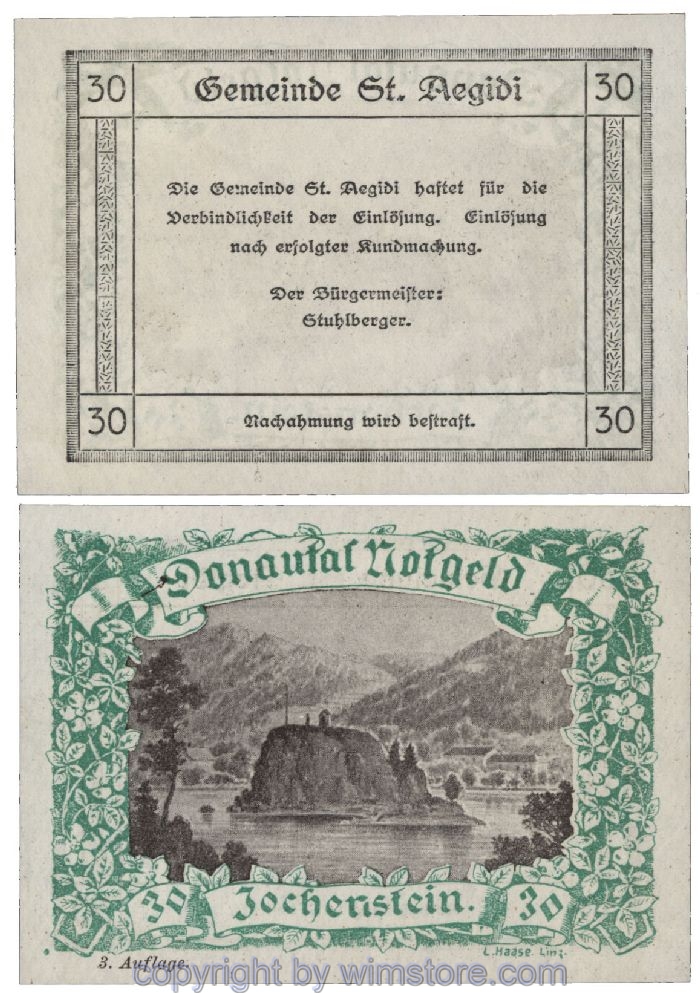 30 Gemeinde St. Aegidi 30
Die Gemeinde St. Aegidi haftet für die
Verbindlichkeit der Einlösung. Einlösung
nach erfolgter Kundmachung.
Der Bürgermeister:
Stuhlberger.
30 Nachahmung wird bestraft. 30
Donautal Notgeld
30 Jochenstein. 30
L. Haase. Linz.
3. Auflage.
copyright by wimstore.com